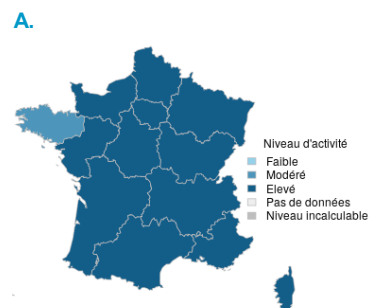 A.
Niveau d'activité
Faible
Modéré
Elevé
Pas de données
Niveau incalculable